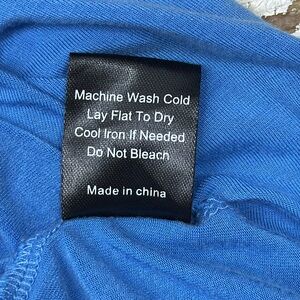 Machine Wash Cold
Lay Flat To Dry
Cool Iron If Needed
Do Not Bleach
Made in china